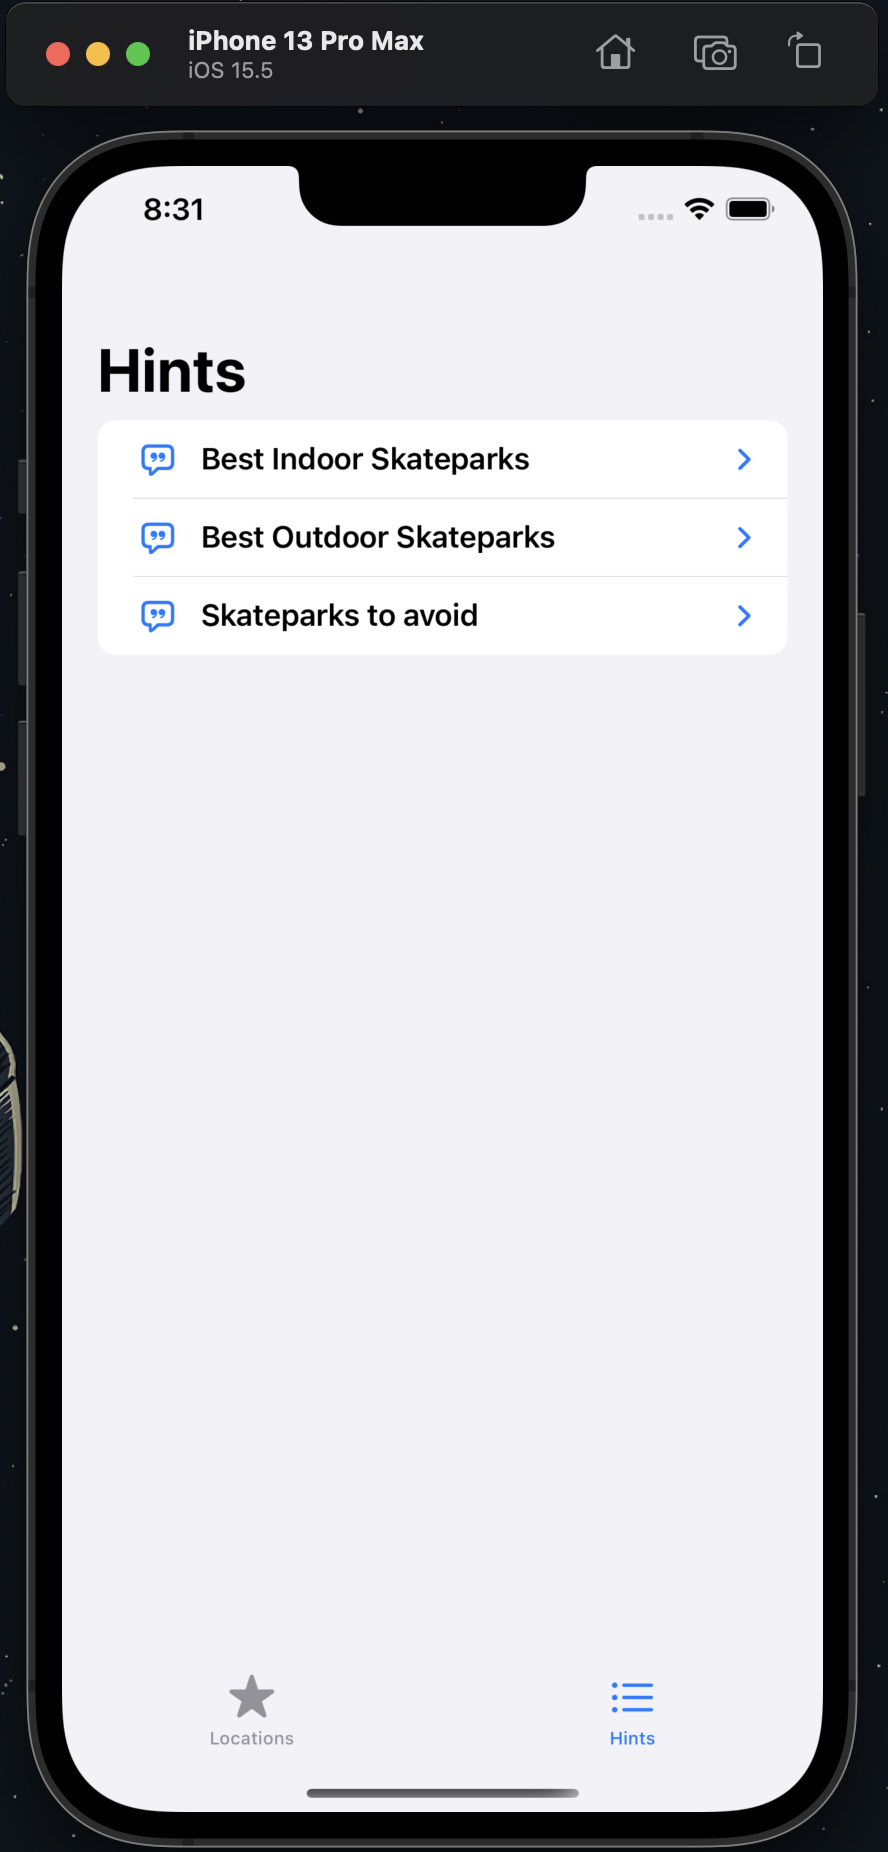 iPhone 13 Pro Max
iOS 15.5
8:31
Hints
Best Indoor Skateparks
Best Outdoor Skateparks
Skateparks to avoid
Locations
Hints